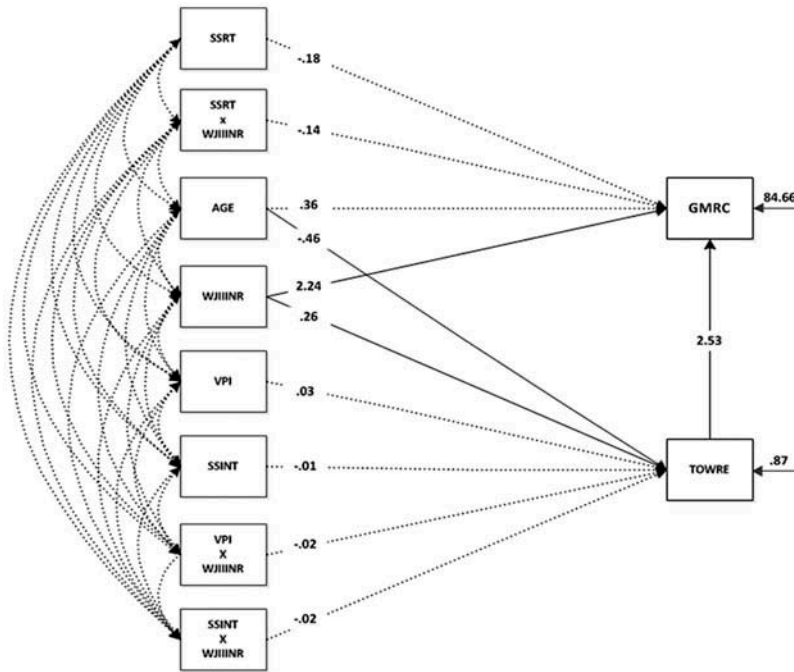 SSRT
-.18
SSRT
x
WJIIINR
-.14
AGE
.36
-.46
GMRC
84.66
WJIIINR
2.24
.26
2.53
VPI
.03
SSINT
-.01
TOWRE
.87
VPI
X
WJIIINR
-.02
SSINT
X
WJIIINR
-.02